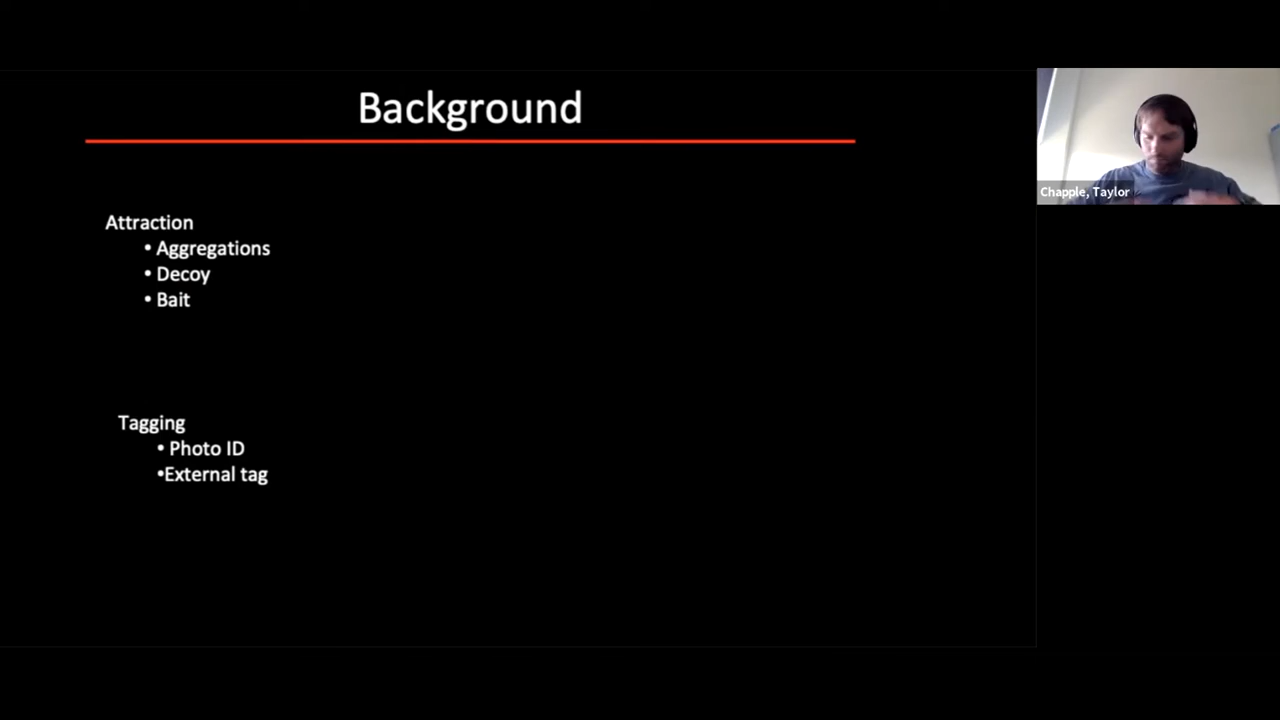 Background
Attraction
• Aggregations
• Decoy
• Bait
Tagging
• Photo ID
•External tag
Chapple, Taylor